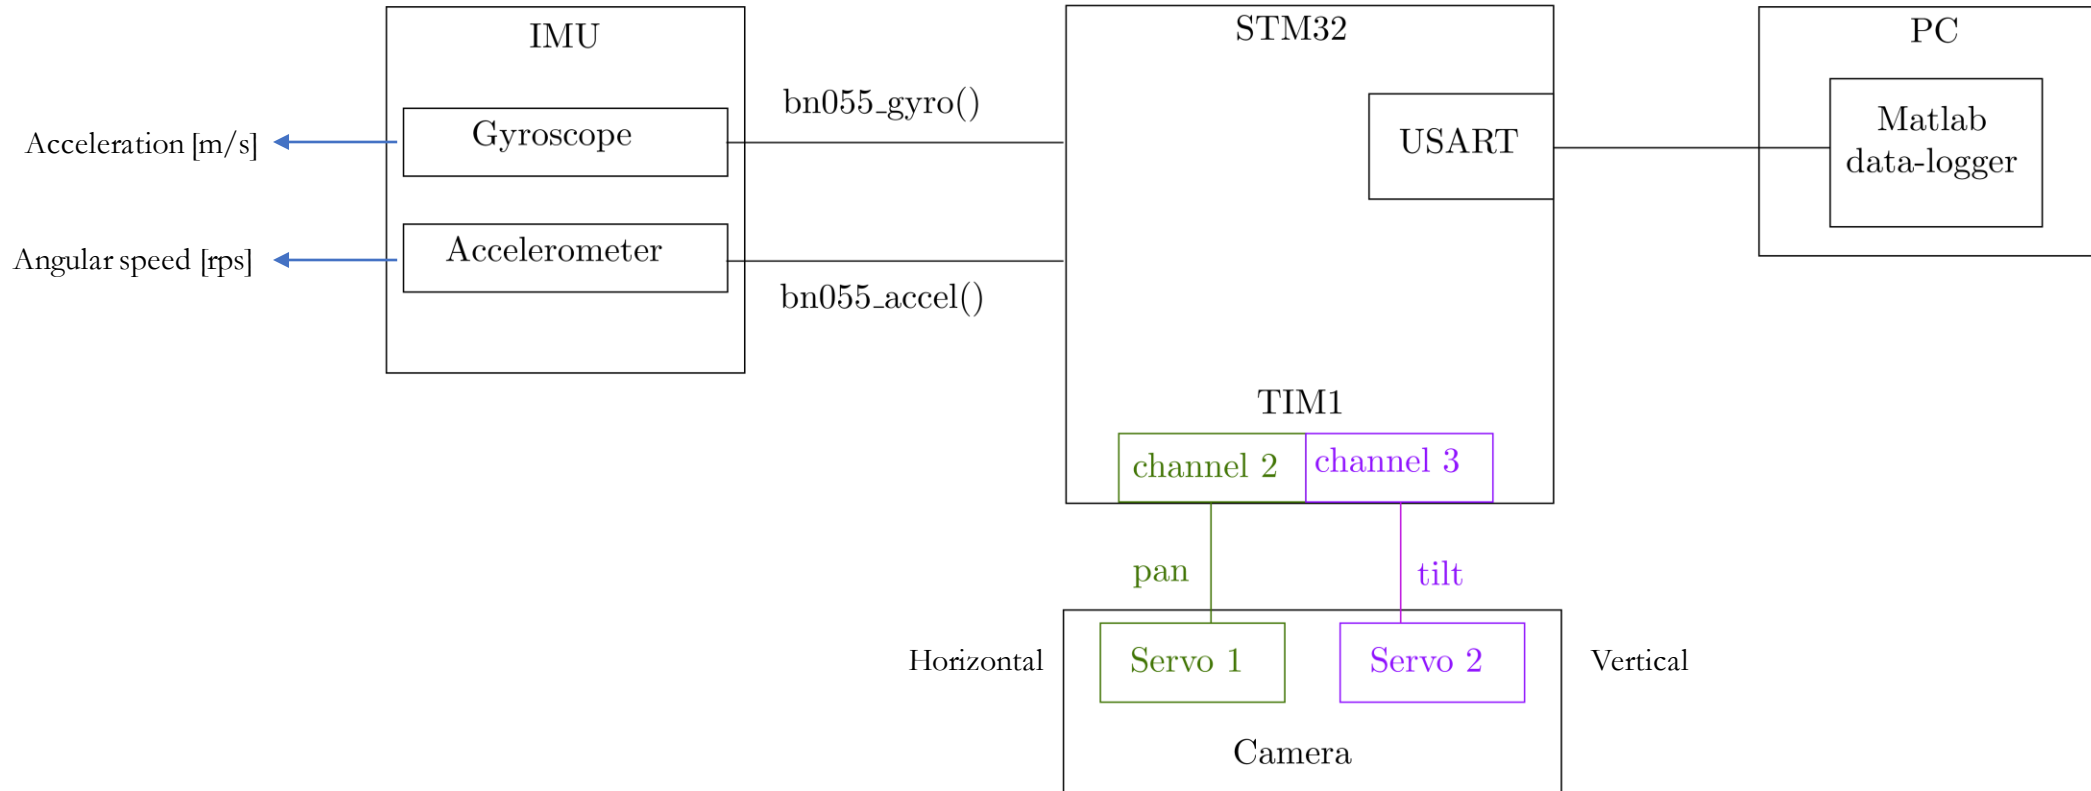 IMU
STM32
PC
bn055_gyro()
Acceleration [m/s]
Gyroscope
USART
Matlab
data-logger
Angular speed [rps]
Accelerometer
bn055_accel()
TIM1
channel 2
channel 3
pan
tilt
Horizontal
Servo 1
Servo 2
Vertical
Camera